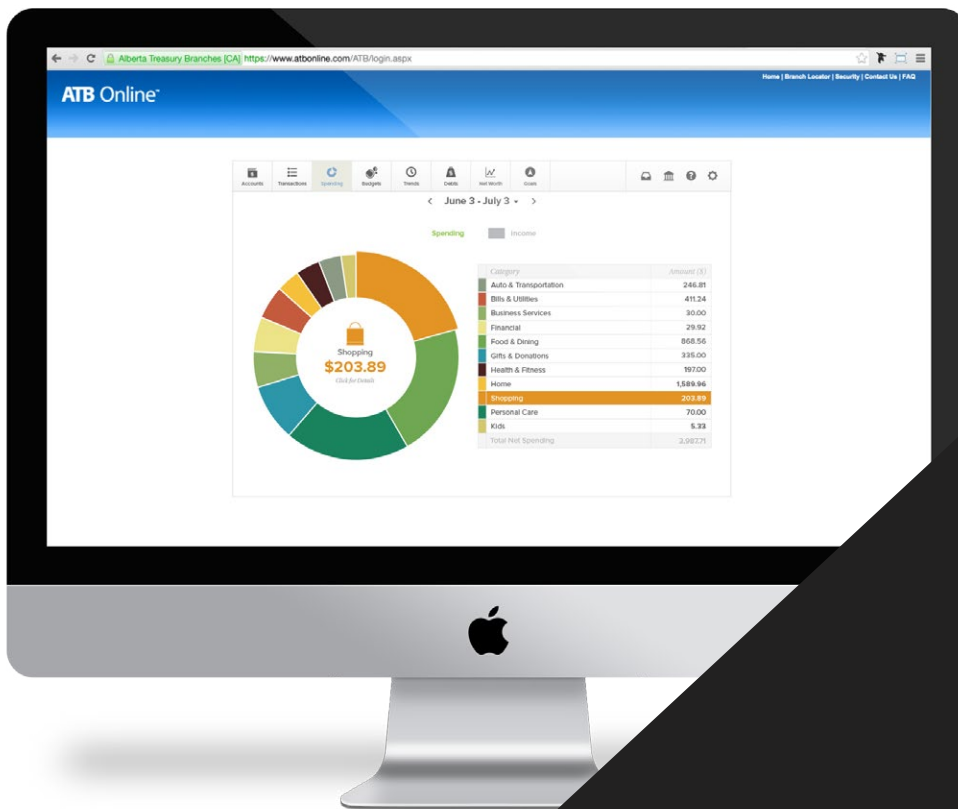 Alberta Treasury Branches [CA] https://www.atbonline.com/ATB/login.aspx
Home | Branch Locator | Security | Contact Us | FAQ
ATB Online™
Accounts Transactions Spending Budgets Trends Debts Net Worth Goals
June 3 - July 3
Spending Income
Category Amount ($)
Auto & Transportation 246.81
Bills & Utilities 411.24
Business Services 30.00
Financial 29.92
Food & Dining 868.56
Gifts & Donations 335.00
Health & Fitness 197.00
Home 1,589.96
Shopping 203.89
Personal Care 70.00
Kids 5.33
Total Net Spending 3,987.71
Shopping
$203.89
Click for Details